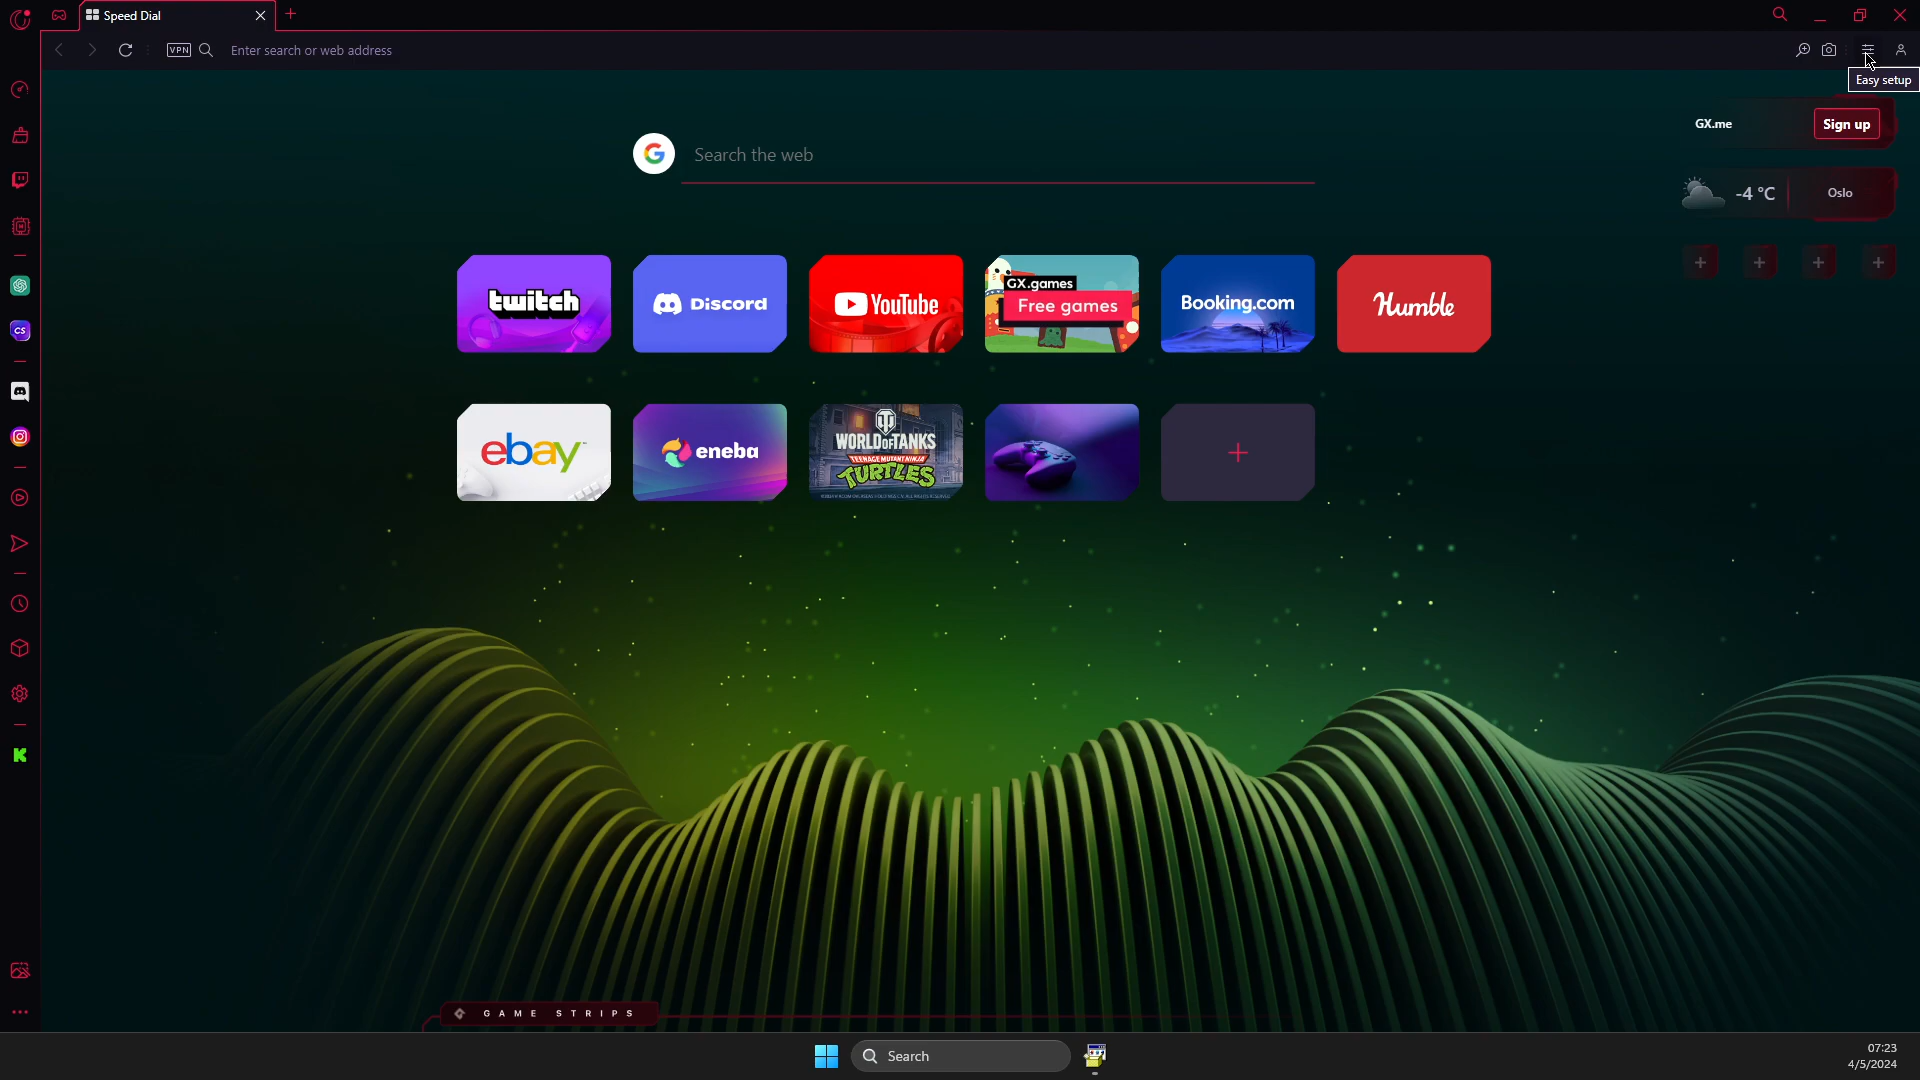 Speed Dial
VPN
Enter search or web address
Easy setup
GX.me
Sign up
Search the web
-4 °C
Oslo
twitch
Discord
YouTube
GX.games
Free games
Booking.com
Humble
CS
ebay
eneba
WORLD OF TANKS
TEENAGE MUTANT NINJA
TURTLES
GAME STRIPS
Search
07:23
4/5/2024